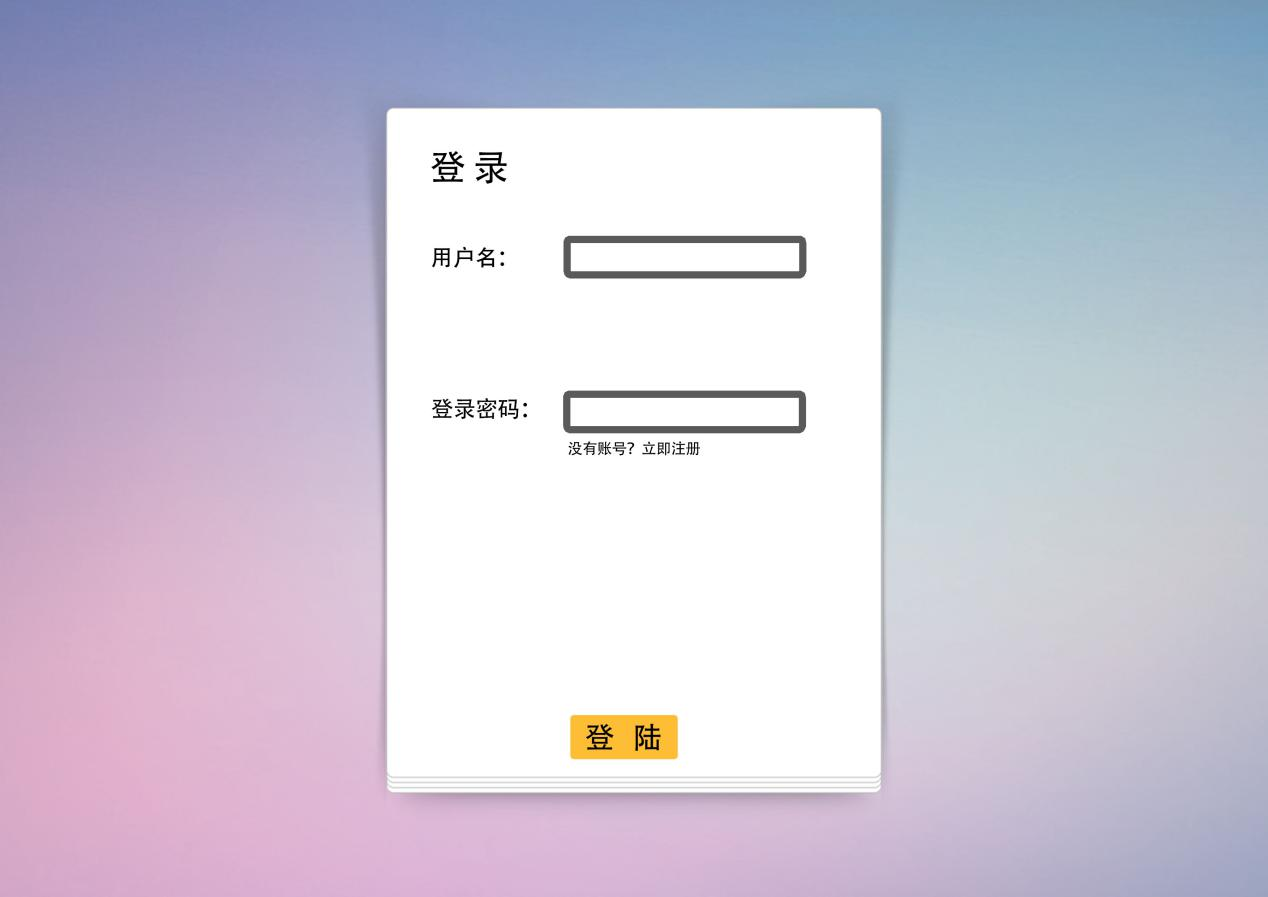 登 录
用户名：
登录密码：
没有账号？立即注册
登 陆